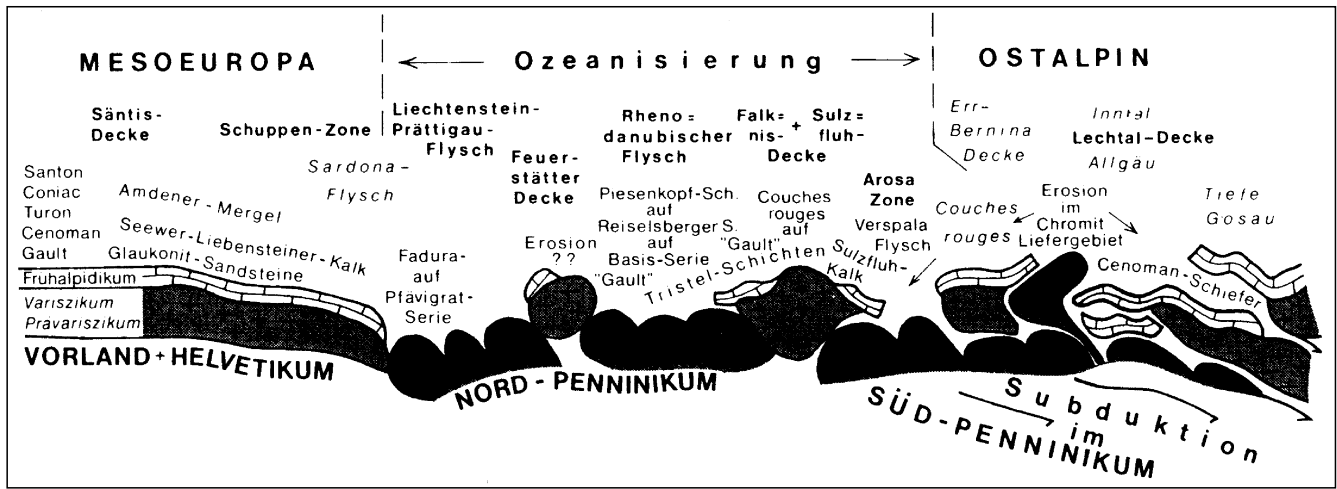 MESOEUROPA
Ozeanisierung
OSTALPIN
Säntis-
Decke
Schuppen-Zone
Liechtenstein-
Prättigau-
Flysch
Sardona-
Flysch
Feuer-
stätter
Decke
Rheno=
danubischer
Flysch
Falk= + Sulz=
nis- fluh-
Decke
Arosa
Zone
Verspala
Flysch
Err-
Bernina
Decke
Inntal
Lechtal-Decke
Allgäu
Santon
Coniac
Turon
Cenoman
Gault
Frühalpidikum
Variszikum
Prävariszikum
Amdener-Mergel
Seewer-Liebensteiner-Kalk
Glaukonit-Sandsteine
Fadura-
auf
Pfävigrat-
Serie
Erosion
??
Piesenkopf-Sch.
auf
Reiselsberger S.
auf
Basis-Serie
"Gault"
Tristel-Schichten
Couches
rouges
auf
"Gault"
Sulzfluh-
Kalk
Couches
rouges
Erosion
im
Chromit
Liefergebiet
Tiefe
Gosau
Cenoman-Schiefer
VORLAND+HELVETIKUM
NORD-PENNINIKUM
SÜD-PENNINIKUM
Subduktion
im